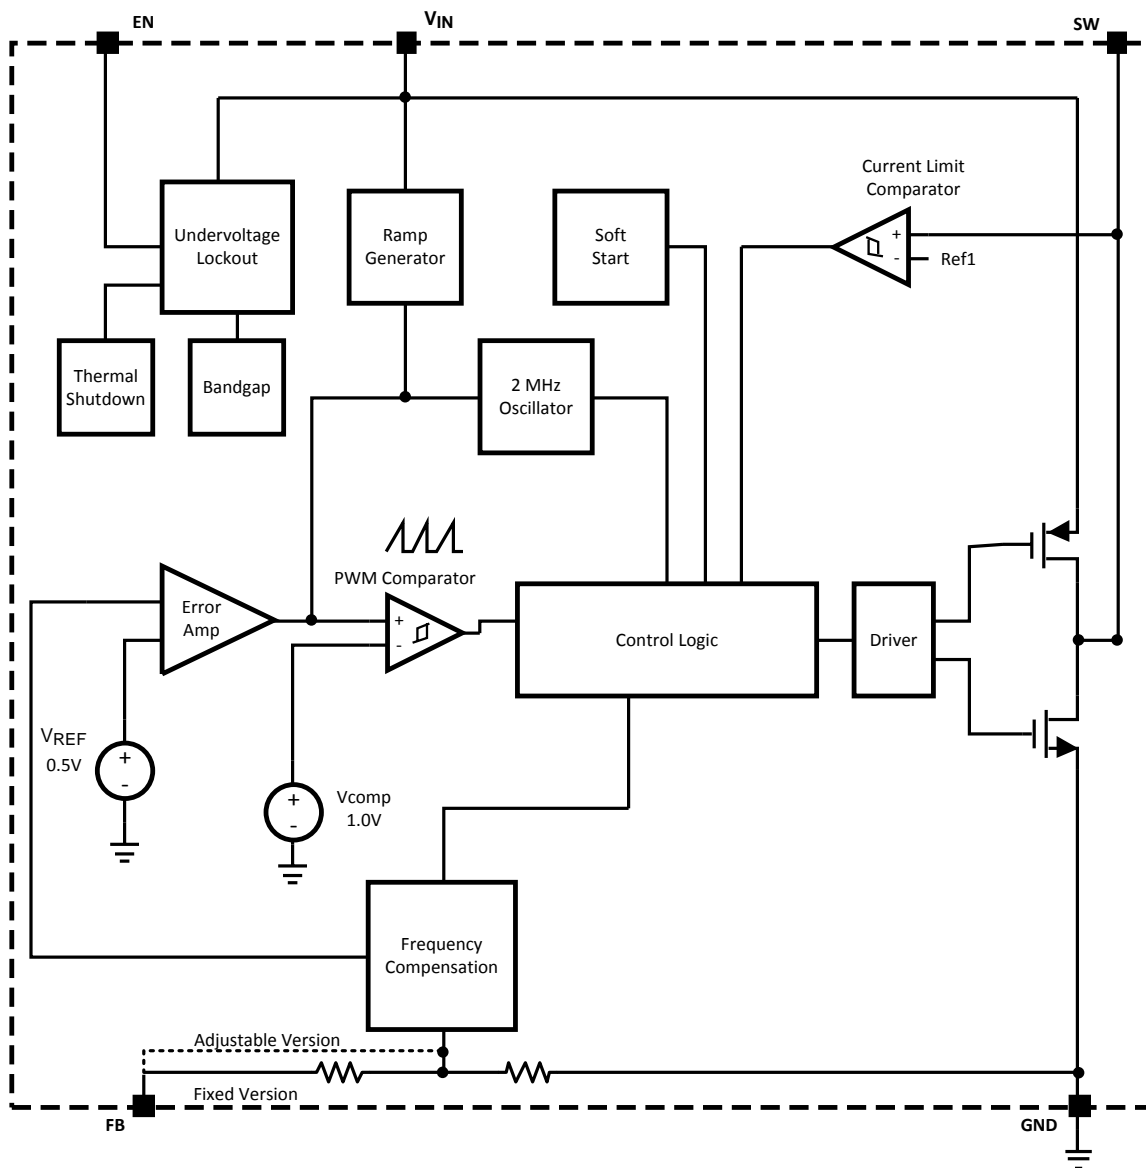 EN
VIN
SW
Current Limit
Comparator
Undervoltage
Lockout
Ramp
Generator
Soft
Start
+
-
Ref1
Thermal
Shutdown
Bandgap
2 MHz
Oscillator
PWM Comparator
Error
Amp
+
-
Control Logic
Driver
VREF
0.5V
+
-
Vcomp
1.0V
+
-
Frequency
Compensation
Adjustable Version
Fixed Version
FB
GND